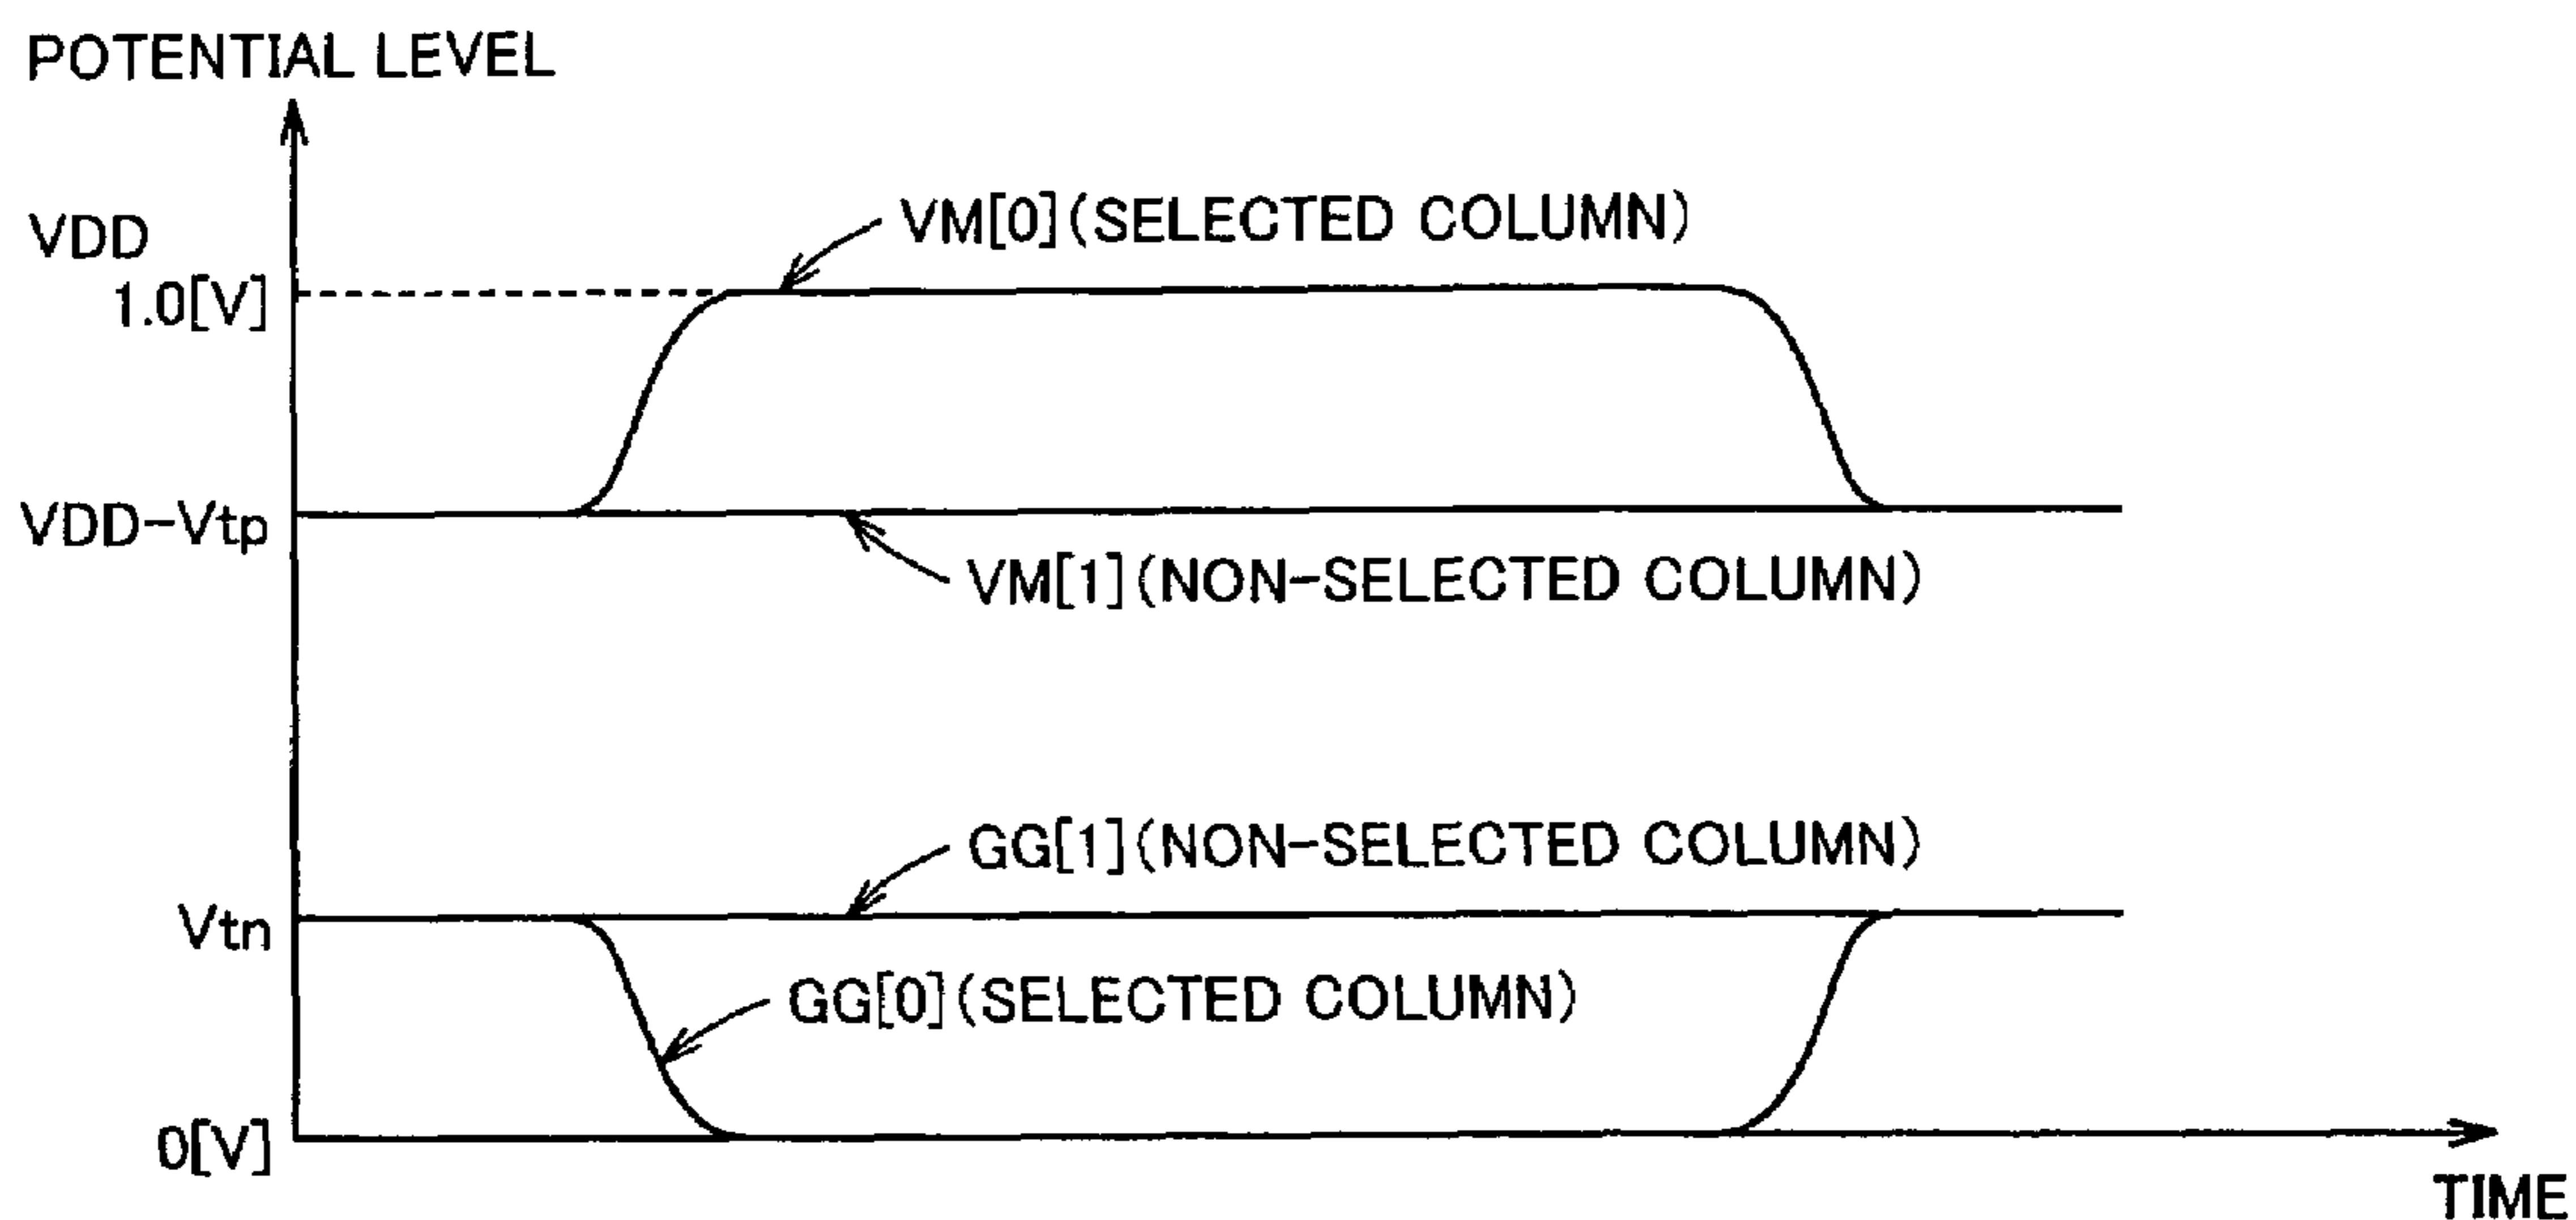 POTENTIAL LEVEL
VDD
1.0[V]
VM[0](SELECTED COLUMN)
VDD-Vtp
VM[1](NON-SELECTED COLUMN)
GG[1](NON-SELECTED COLUMN)
Vtn
GG[0](SELECTED COLUMN)
0[V]
TIME